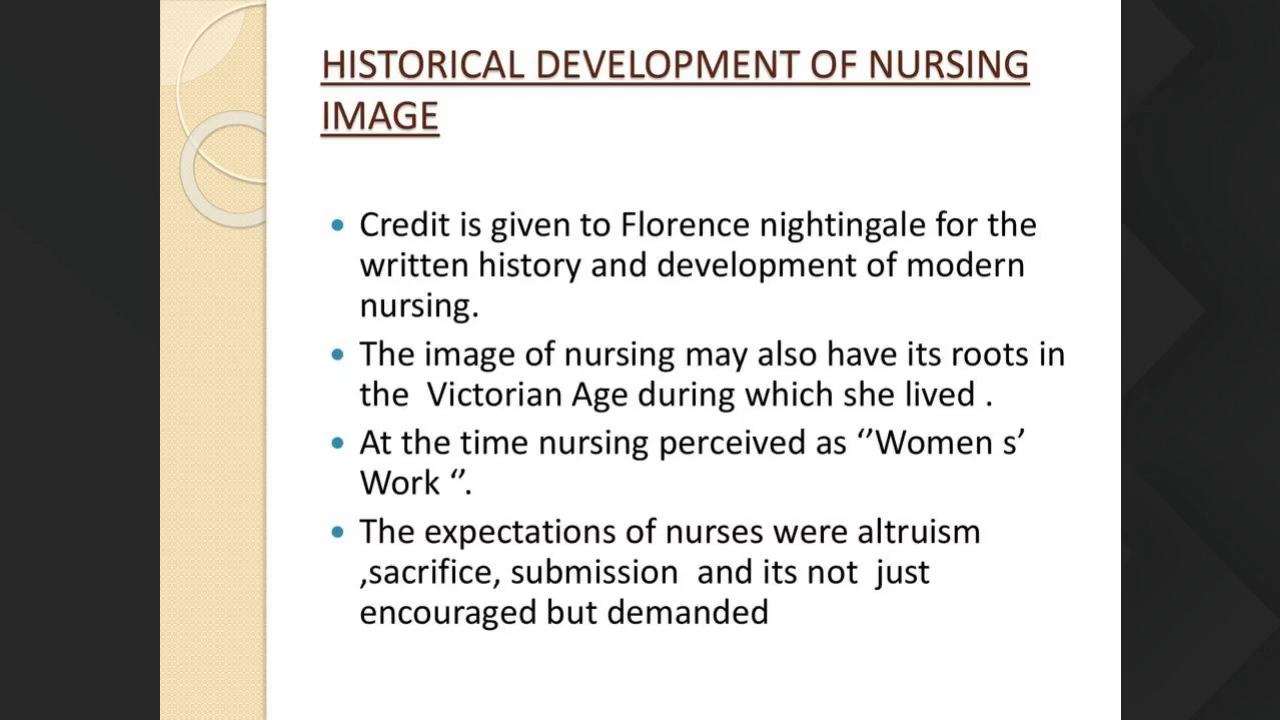 HISTORICAL DEVELOPMENT OF NURSING
IMAGE
• Credit is given to Florence nightingale for the
written history and development of modern
nursing.
• The image of nursing may also have its roots in
the  Victorian Age during which she lived .
• At the time nursing perceived as ‘’Women s’
Work ‘’.
• The expectations of nurses were altruism
,sacrifice, submission  and its not  just
encouraged but demanded